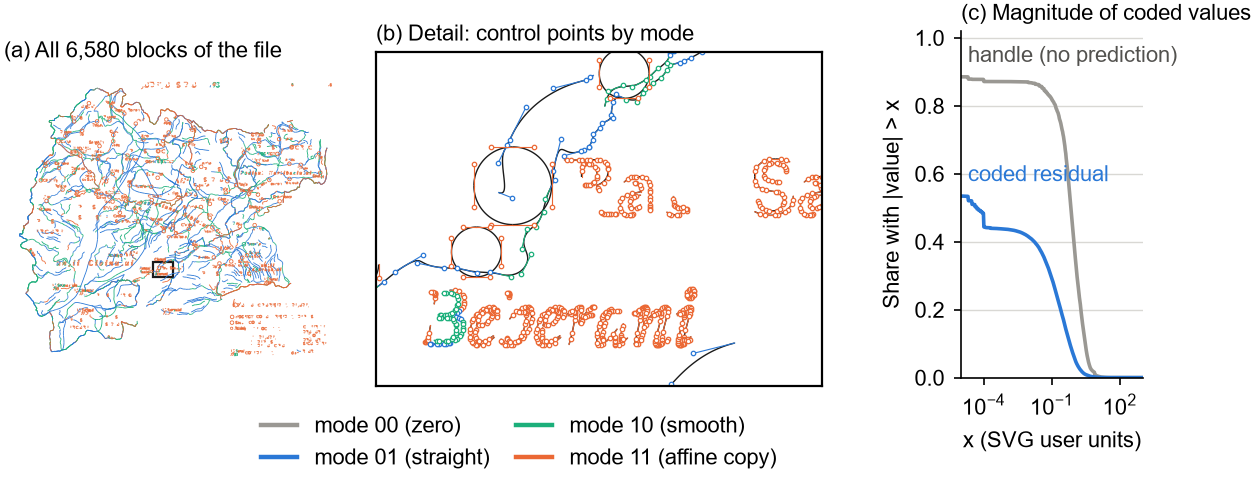 (a) All 6,580 blocks of the file
(b) Detail: control points by mode
Pal.
Sa
Bejerani
(c) Magnitude of coded values
handle (no prediction)
coded residual
Share with |value| > x
1.0
0.8
0.6
0.4
0.2
0.0
10⁻⁴
10⁻¹
10²
x (SVG user units)
mode 00 (zero)
mode 10 (smooth)
mode 01 (straight)
mode 11 (affine copy)